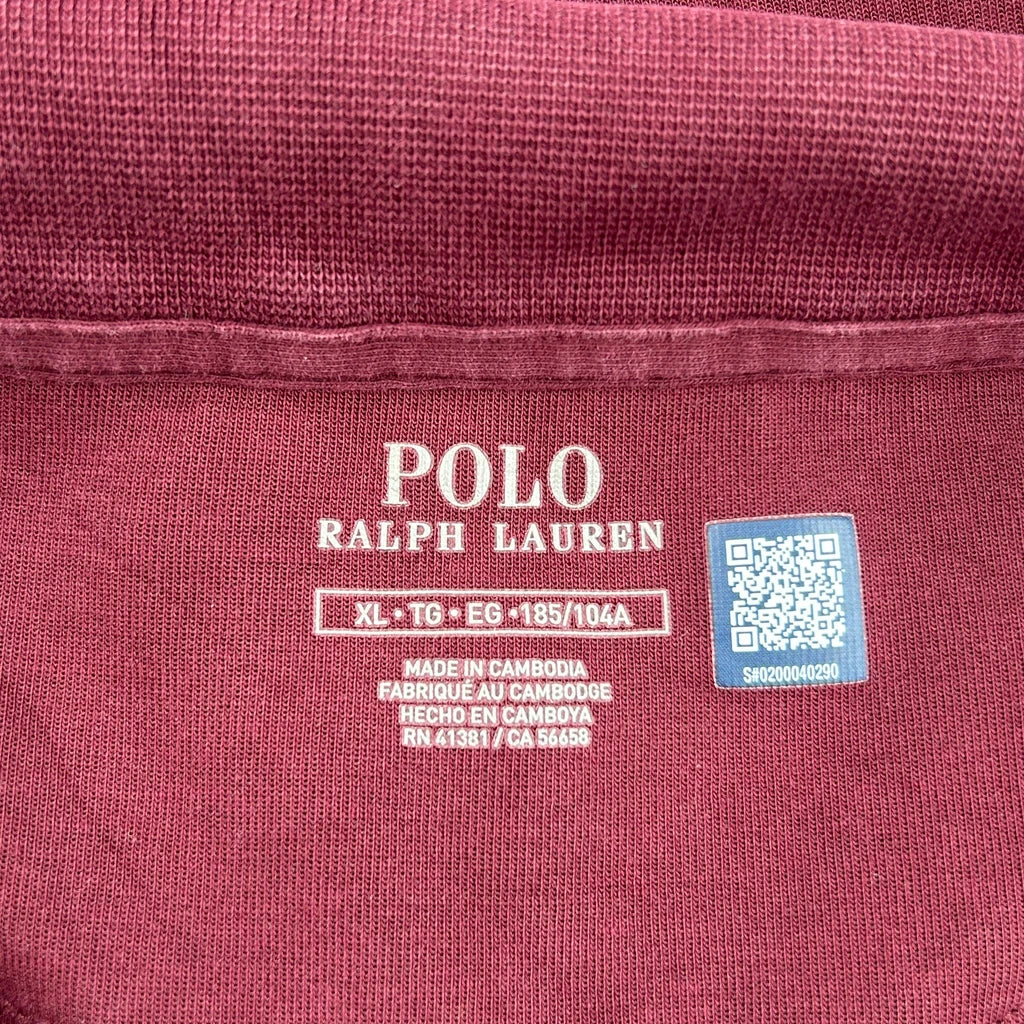 POLO
RALPH LAUREN
XL • TG • EG • 185/104A
MADE IN CAMBODIA
FABRIQUÉ AU CAMBODGE
HECHO EN CAMBOYA
RN 41381 / CA 56658
S#0200040290